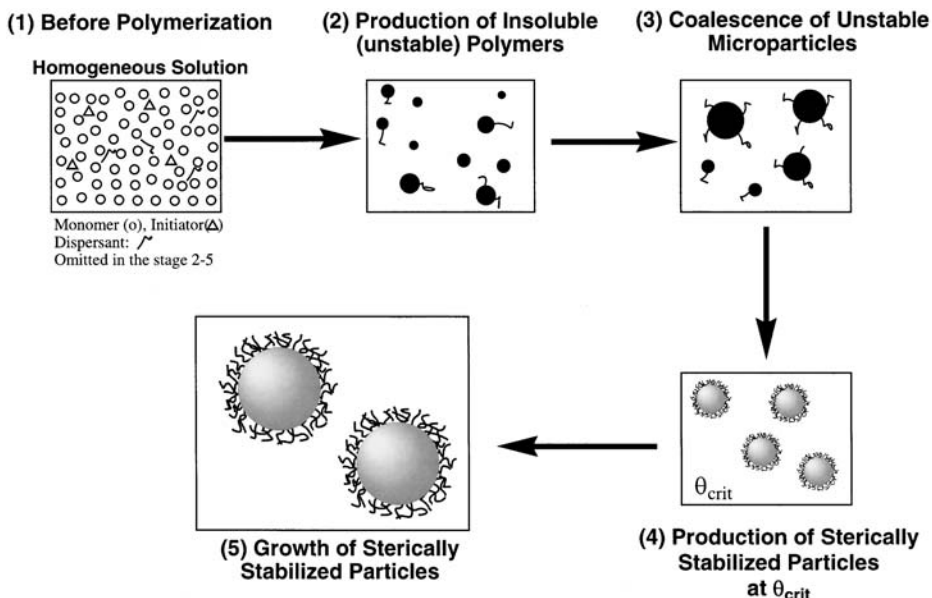 (1) Before Polymerization
Homogeneous Solution
Monomer (o), Initiator(△)
Dispersant:
Omitted in the stage 2-5
(2) Production of Insoluble
(unstable) Polymers
(3) Coalescence of Unstable
Microparticles
θcrit
(4) Production of Sterically
Stabilized Particles
at θcrit
(5) Growth of Sterically
Stabilized Particles